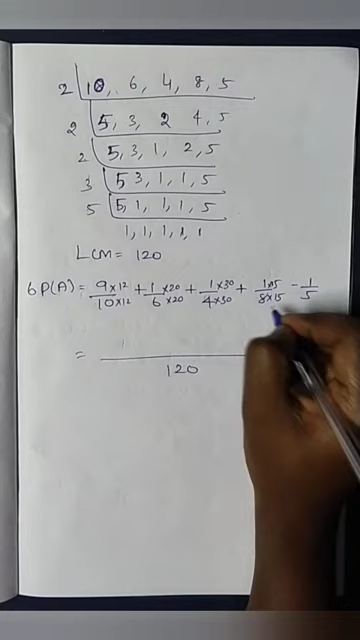 2 | 10, 6, 4, 8, 5
2 | 5, 3, 2 4, 5
2 | 5, 3, 1, 2, 5
3 | 5 3, 1, 1, 5
5 | 5, 1, 1, 1, 5
1, 1, 1, 1, 1
LCM = 120
6 P(A) = 9×12/10×12 + 1×20/6×20 + 1×30/4×30 + 1×15/8×15 - 1/5
= /120